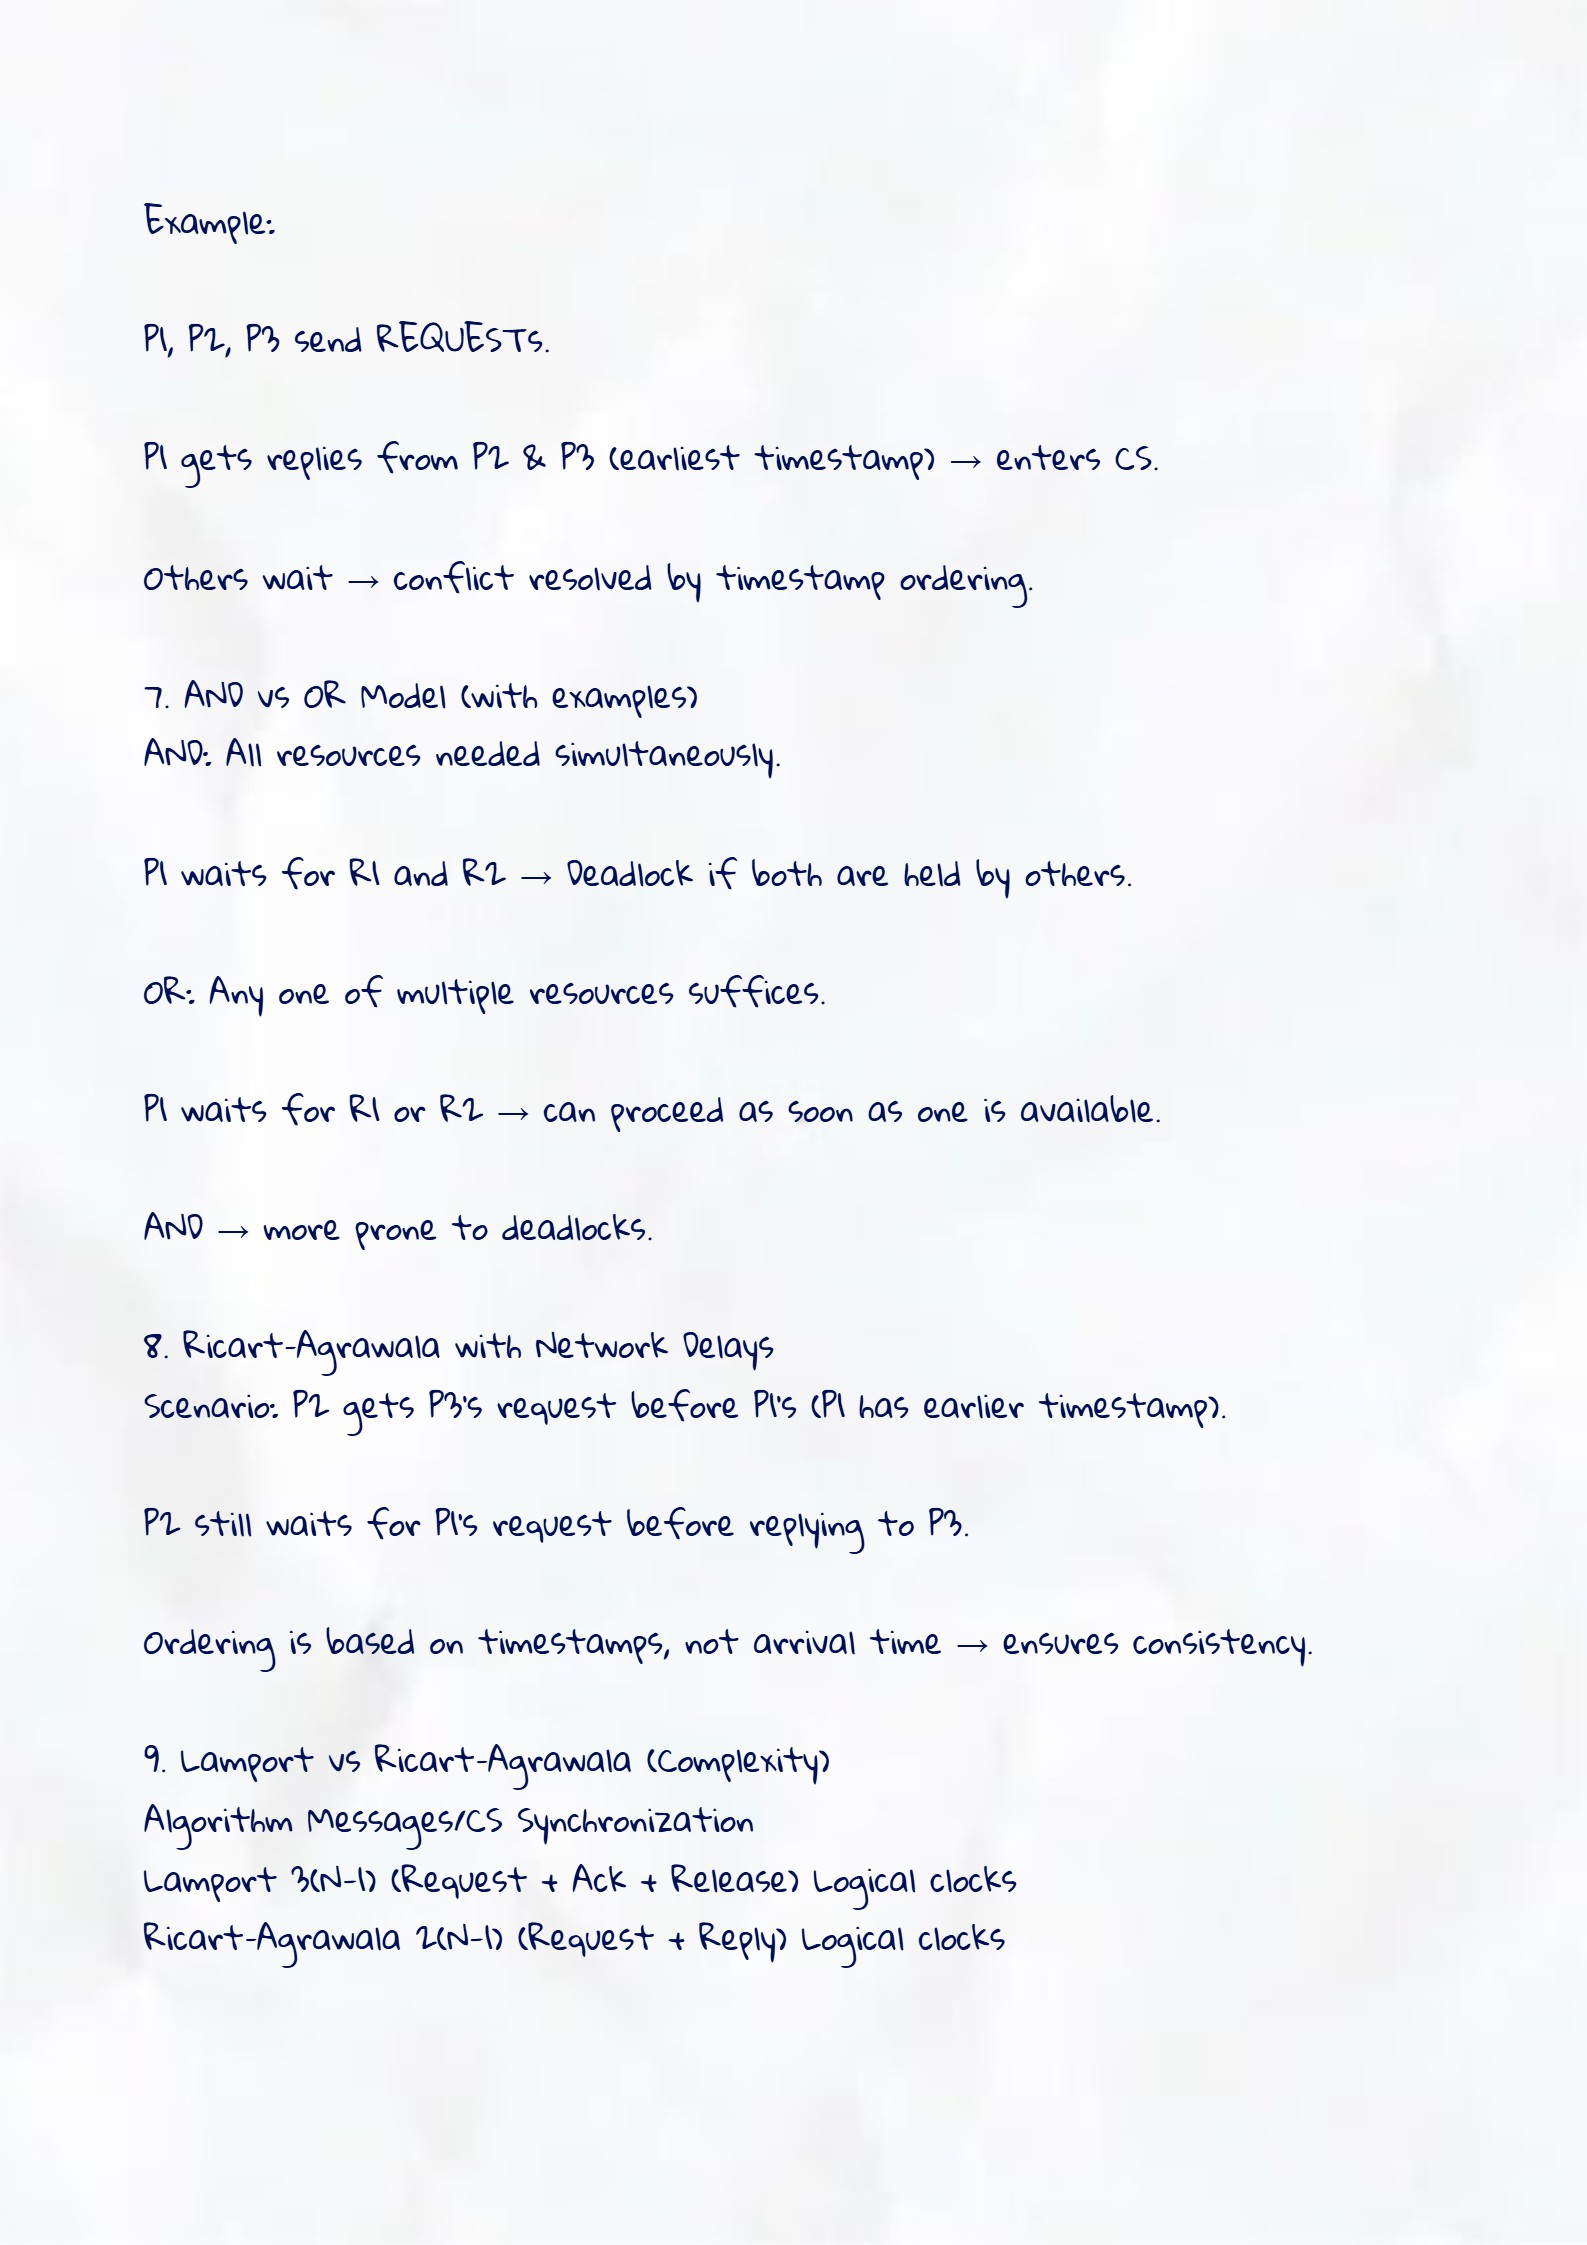 Example:
P1, P2, P3 send REQUESTs.
P1 gets replies from P2 & P3 (earliest timestamp) → enters CS.
Others wait → conflict resolved by timestamp ordering.
7. AND vs OR Model (with examples)
AND: All resources needed simultaneously.
P1 waits for R1 and R2 → Deadlock if both are held by others.
OR: Any one of multiple resources suffices.
P1 waits for R1 or R2 → can proceed as soon as one is available.
AND → more prone to deadlocks.
8. Ricart-Agrawala with Network Delays
Scenario: P2 gets P3's request before P1's (P1 has earlier timestamp).
P2 still waits for P1's request before replying to P3.
Ordering is based on timestamps, not arrival time → ensures consistency.
9. Lamport vs Ricart-Agrawala (Complexity)
Algorithm Messages/CS Synchronization
Lamport 3(N-1) (Request + Ack + Release) Logical clocks
Ricart-Agrawala 2(N-1) (Request + Reply) Logical clocks